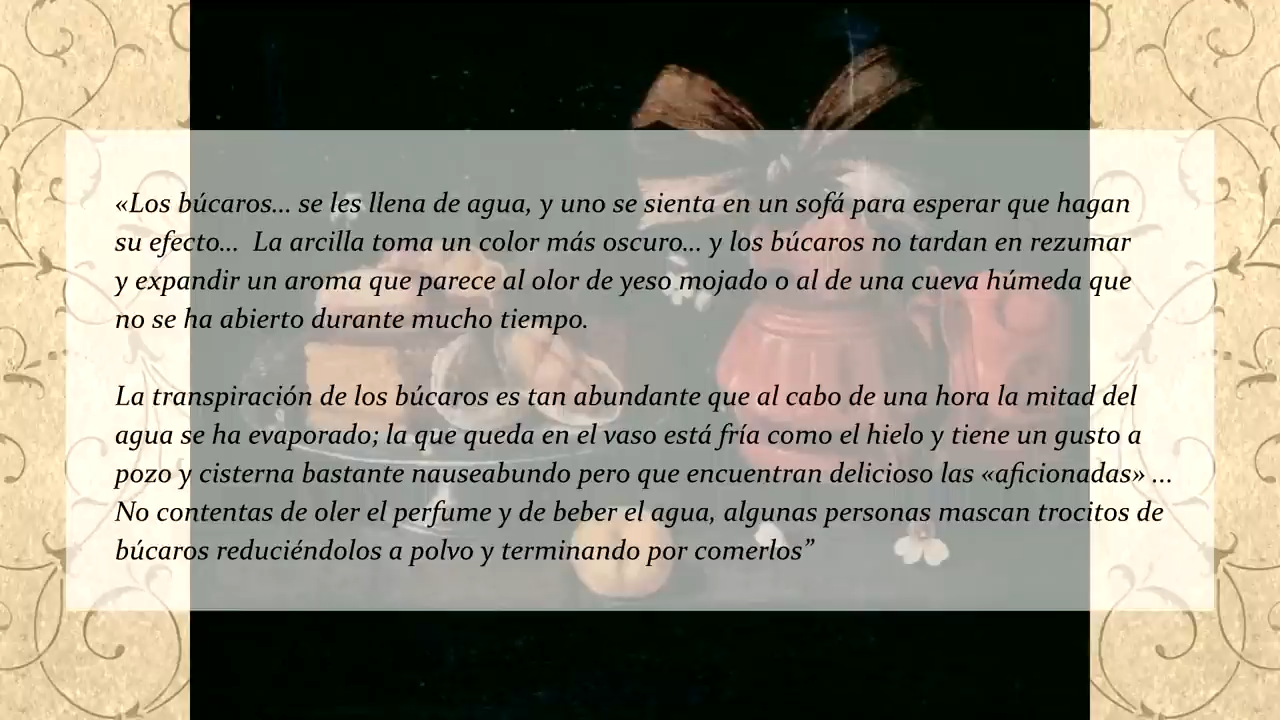 «Los búcaros... se les llena de agua, y uno se sienta en un sofá para esperar que hagan
su efecto... La arcilla toma un color más oscuro... y los búcaros no tardan en rezumar
y expandir un aroma que parece al olor de yeso mojado o al de una cueva húmeda que
no se ha abierto durante mucho tiempo.
La transpiración de los búcaros es tan abundante que al cabo de una hora la mitad del
agua se ha evaporado; la que queda en el vaso está fría como el hielo y tiene un gusto a
pozo y cisterna bastante nauseabundo pero que encuentran delicioso las «aficionadas» ...
No contentas de oler el perfume y de beber el agua, algunas personas mascan trocitos de
búcaros reduciéndolos a polvo y terminando por comerlos”